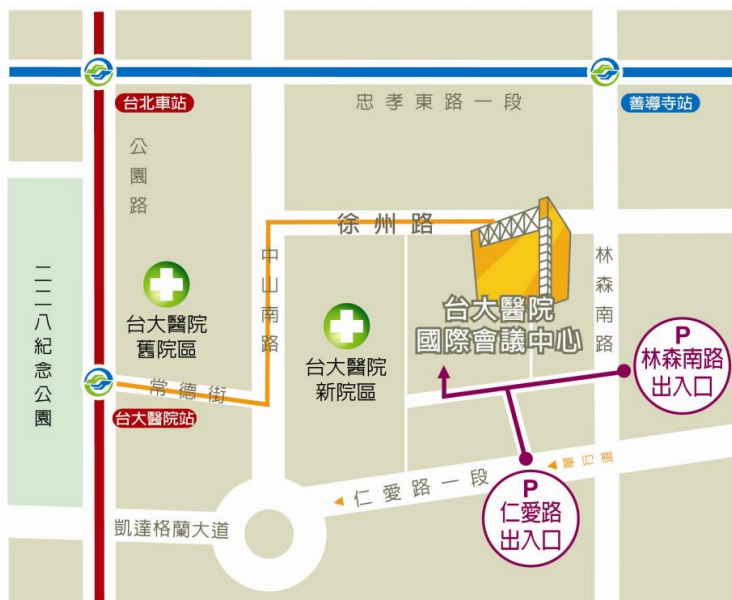 台北車站
忠孝東路一段
善導寺站
公園路
徐州路
中山南路
林森南路
二二八紀念公園
台大醫院
舊院區
台大醫院
新院區
台大醫院
國際會議中心
P
林森南路
出入口
常德街
台大醫院站
單行道
仁愛路一段
P
仁愛路
出入口
凱達格蘭大道